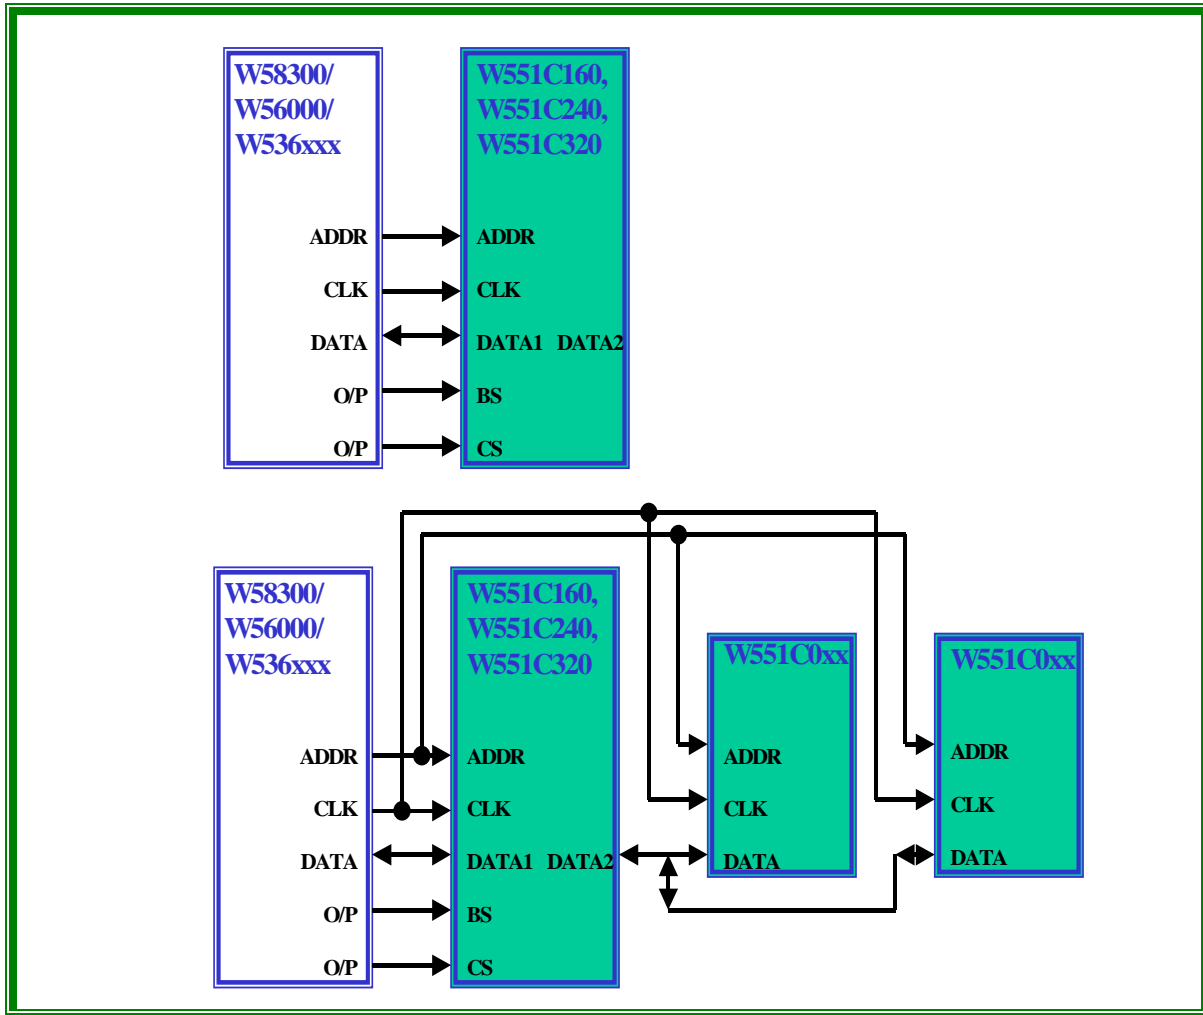 W58300/
W56000/
W536xxx
ADDR
CLK
DATA
O/P
O/P
W551C160,
W551C240,
W551C320
ADDR
CLK
DATA1 DATA2
BS
CS
W58300/
W56000/
W536xxx
ADDR
CLK
DATA
O/P
O/P
W551C160,
W551C240,
W551C320
ADDR
CLK
DATA1 DATA2
BS
CS
W551C0xx
ADDR
CLK
DATA
W551C0xx
ADDR
CLK
DATA